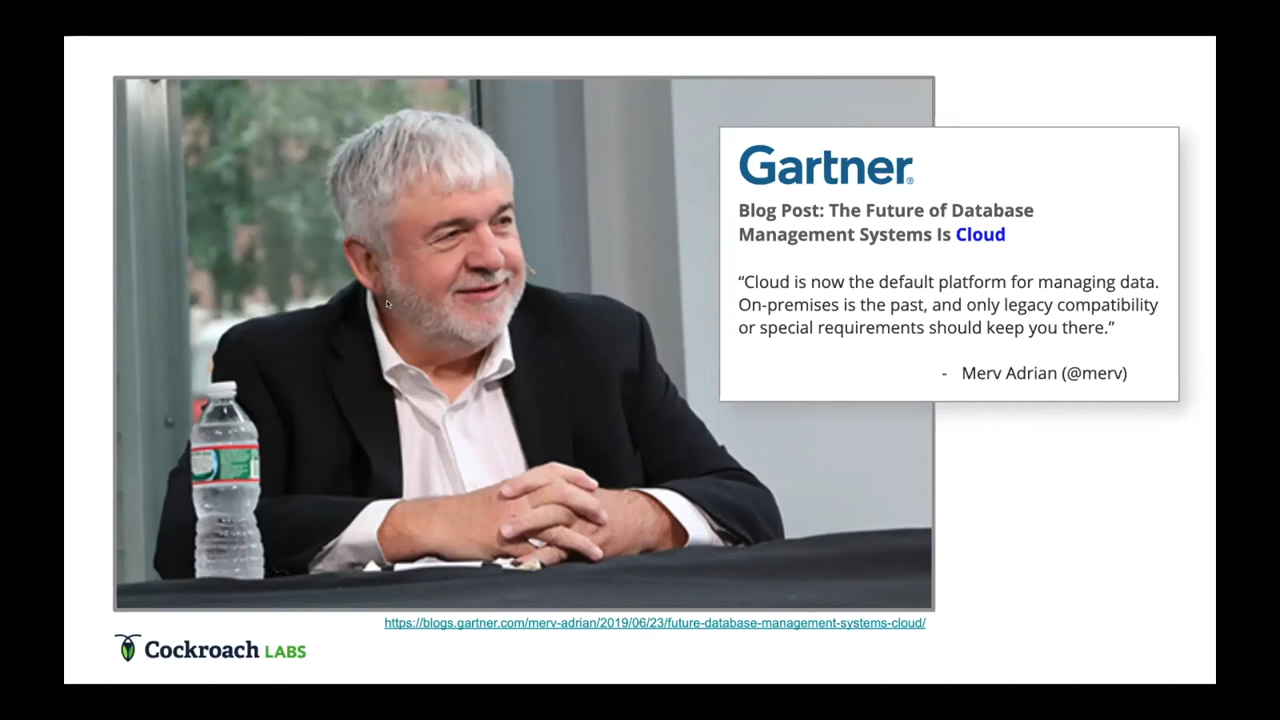 Gartner®
Blog Post: The Future of Database
Management Systems Is Cloud
“Cloud is now the default platform for managing data.
On-premises is the past, and only legacy compatibility
or special requirements should keep you there.”
- Merv Adrian (@merv)
https://blogs.gartner.com/merv-adrian/2019/06/23/future-database-management-systems-cloud/
Cockroach LABS